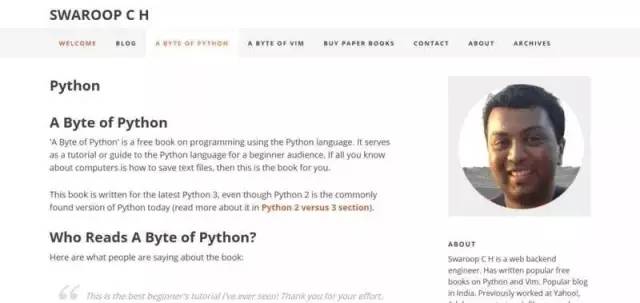 SWAROOP C H
WELCOME BLOG A BYTE OF PYTHON A BYTE OF VIM BUY PAPER BOOKS CONTACT ABOUT ARCHIVES
Python
A Byte of Python
'A Byte of Python' is a free book on programming using the Python language. It serves
as a tutorial or guide to the Python language for a beginner audience. If all you know
about computers is how to save text files, then this is the book for you.
This book is written for the latest Python 3, even though Python 2 is the commonly
found version of Python today (read more about it in Python 2 versus 3 section).
Who Reads A Byte of Python?
Here are what people are saying about the book:
This is the best beginner's tutorial I've ever seen! Thank you for your effort.
ABOUT
Swaroop C H is a web backend
engineer. Has written popular free
books on Python and Vim. Popular blog
in India. Previously worked at Yahoo!,